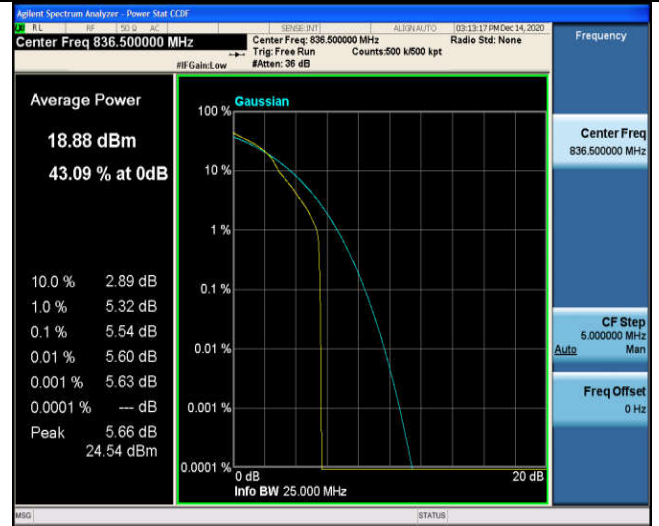 Agilent Spectrum Analyzer - Power Stat CCDF
RL RF 50 Ω AC SENSE:INT ALIGN AUTO 03:13:17 PM Dec 14, 2020
Center Freq 836.500000 MHz
Center Freq: 836.500000 MHz Radio Std: None
Trig: Free Run Counts:500 k/500 kpt
#IFGain:Low #Atten: 36 dB
Frequency
Average Power
18.88 dBm
43.09 % at 0dB
10.0 % 2.89 dB
1.0 % 5.32 dB
0.1 % 5.54 dB
0.01 % 5.60 dB
0.001 % 5.63 dB
0.0001 % --- dB
Peak 5.66 dB
24.54 dBm
Gaussian
100 %
10 %
1 %
0.1 %
0.01 %
0.001 %
0.0001 %
0 dB 20 dB
Info BW 25.000 MHz
Center Freq
836.500000 MHz
CF Step
5.000000 MHz
Auto Man
Freq Offset
0 Hz
MSG STATUS